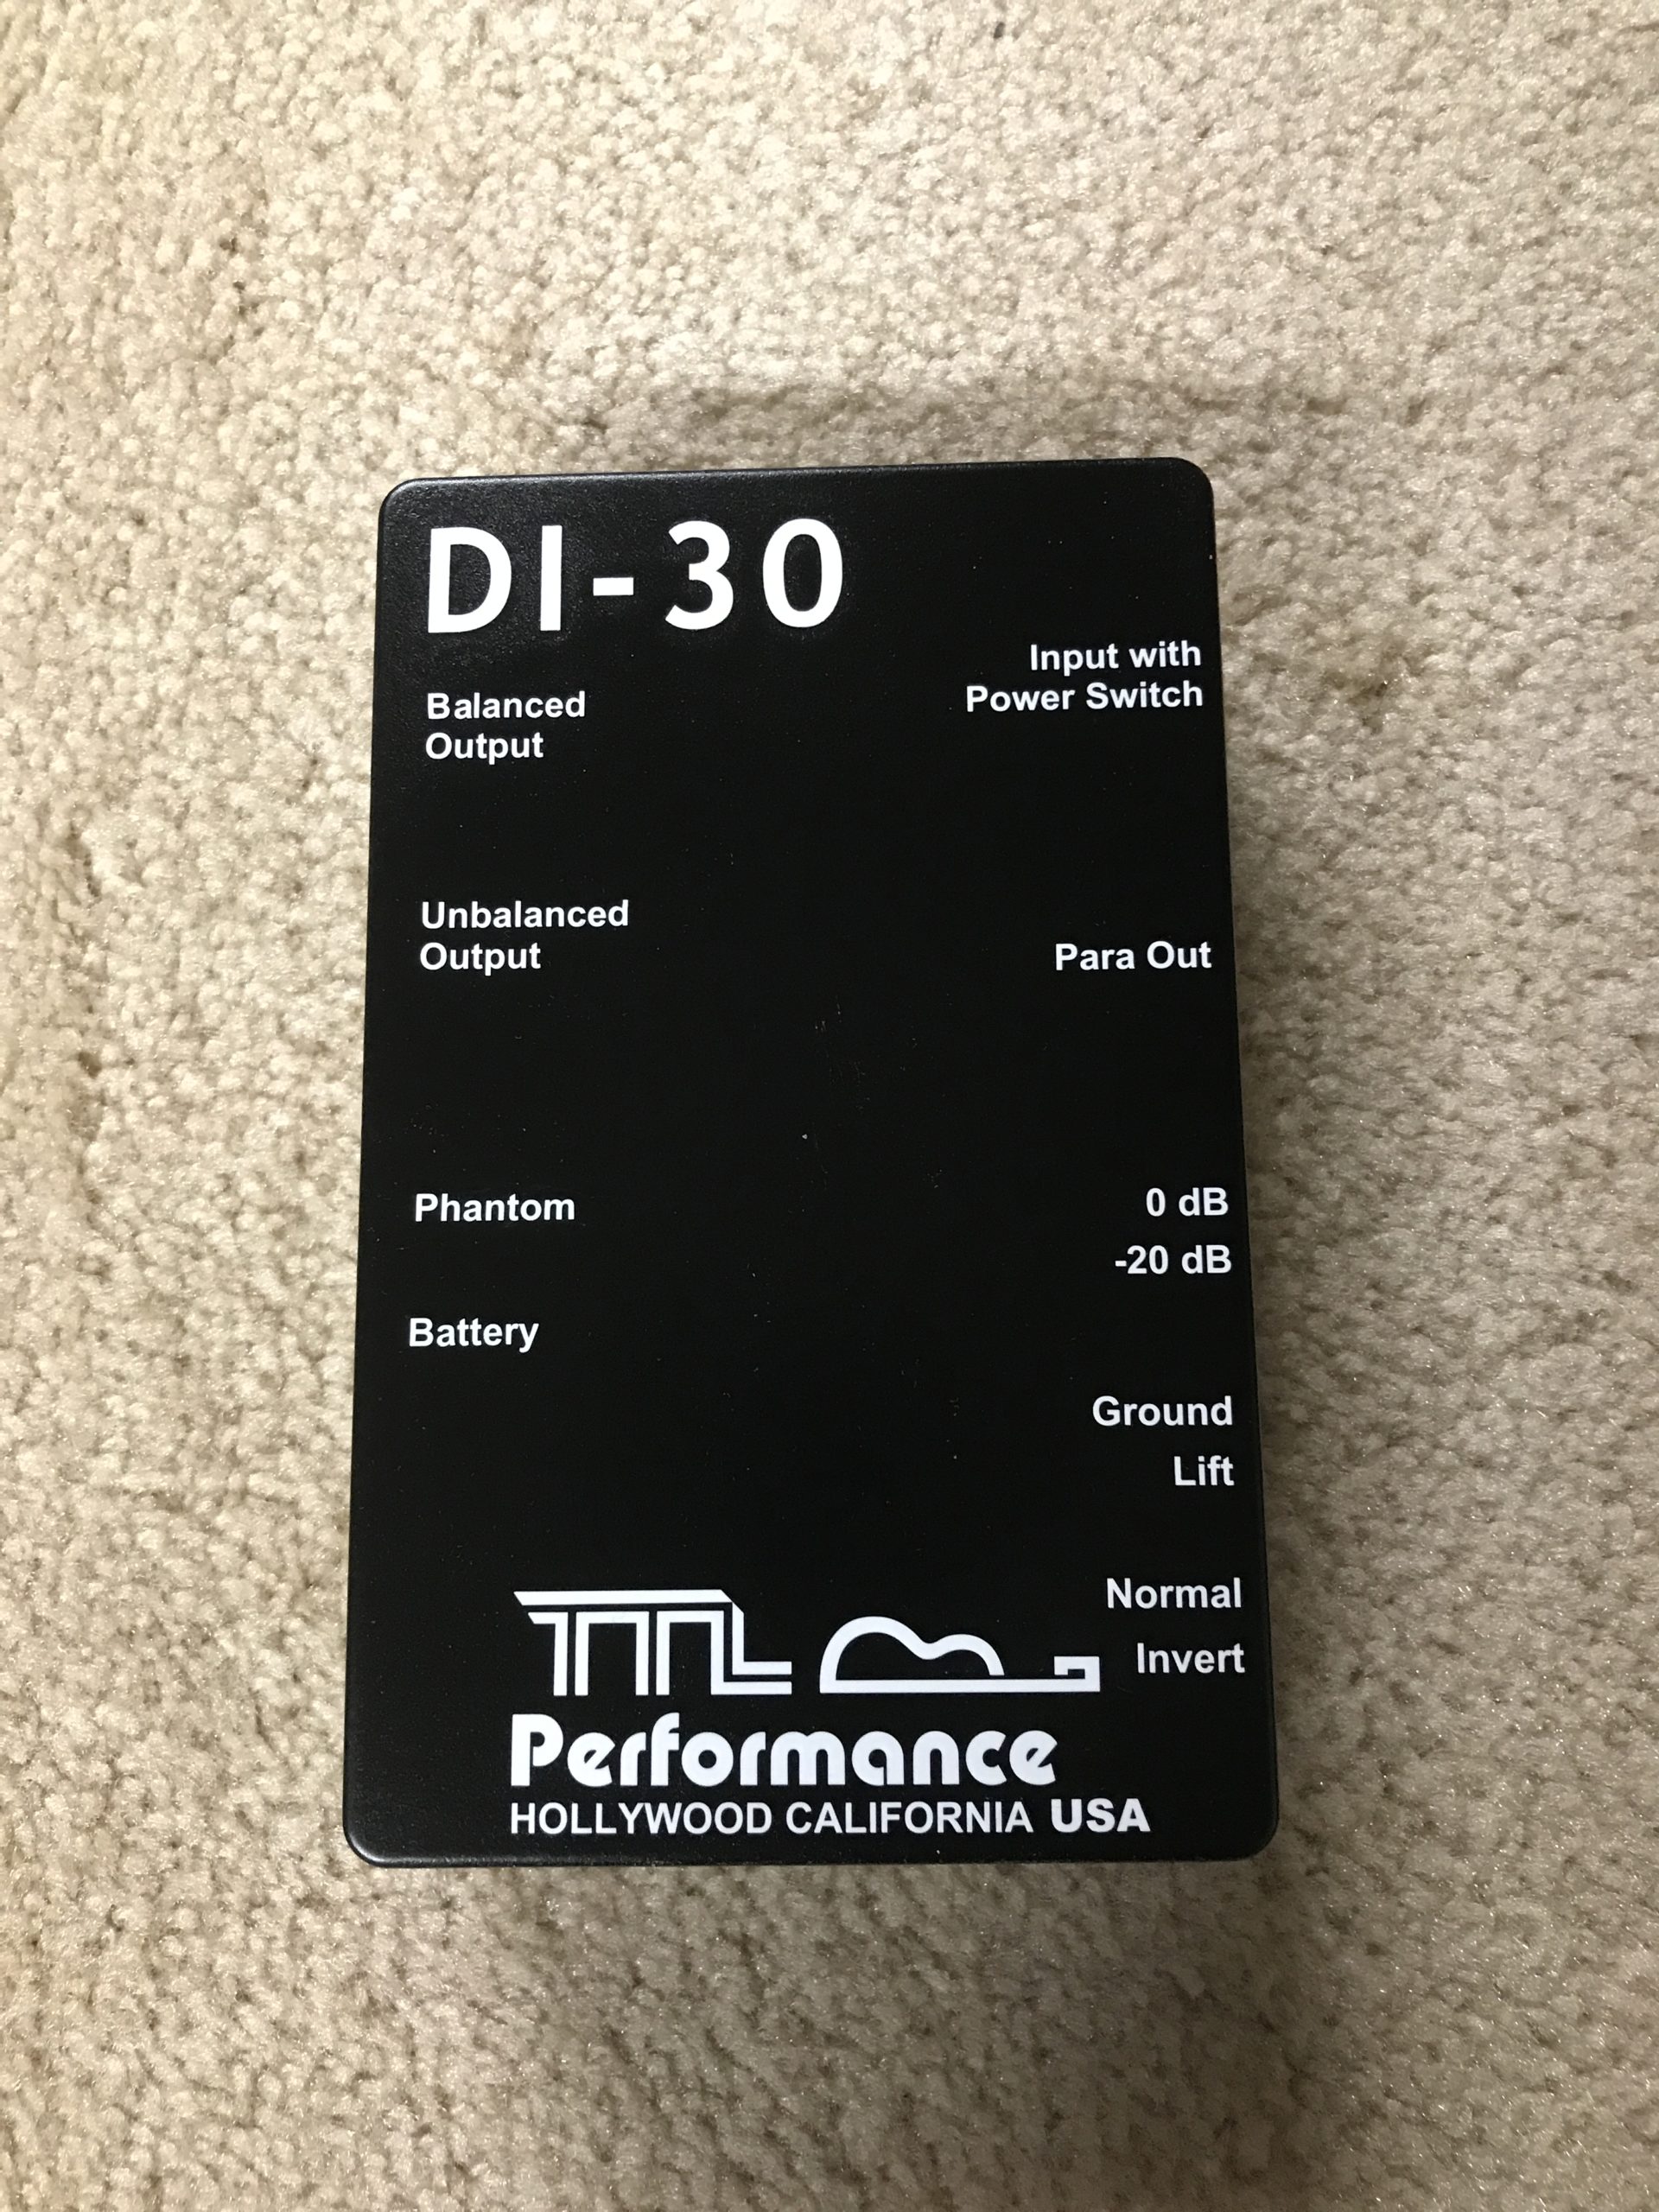 DI-30
Input with
Power Switch
Balanced
Output
Unbalanced
Output
Para Out
Phantom
0 dB
-20 dB
Battery
Ground
Lift
Normal
Invert
Performance
HOLLYWOOD CALIFORNIA USA